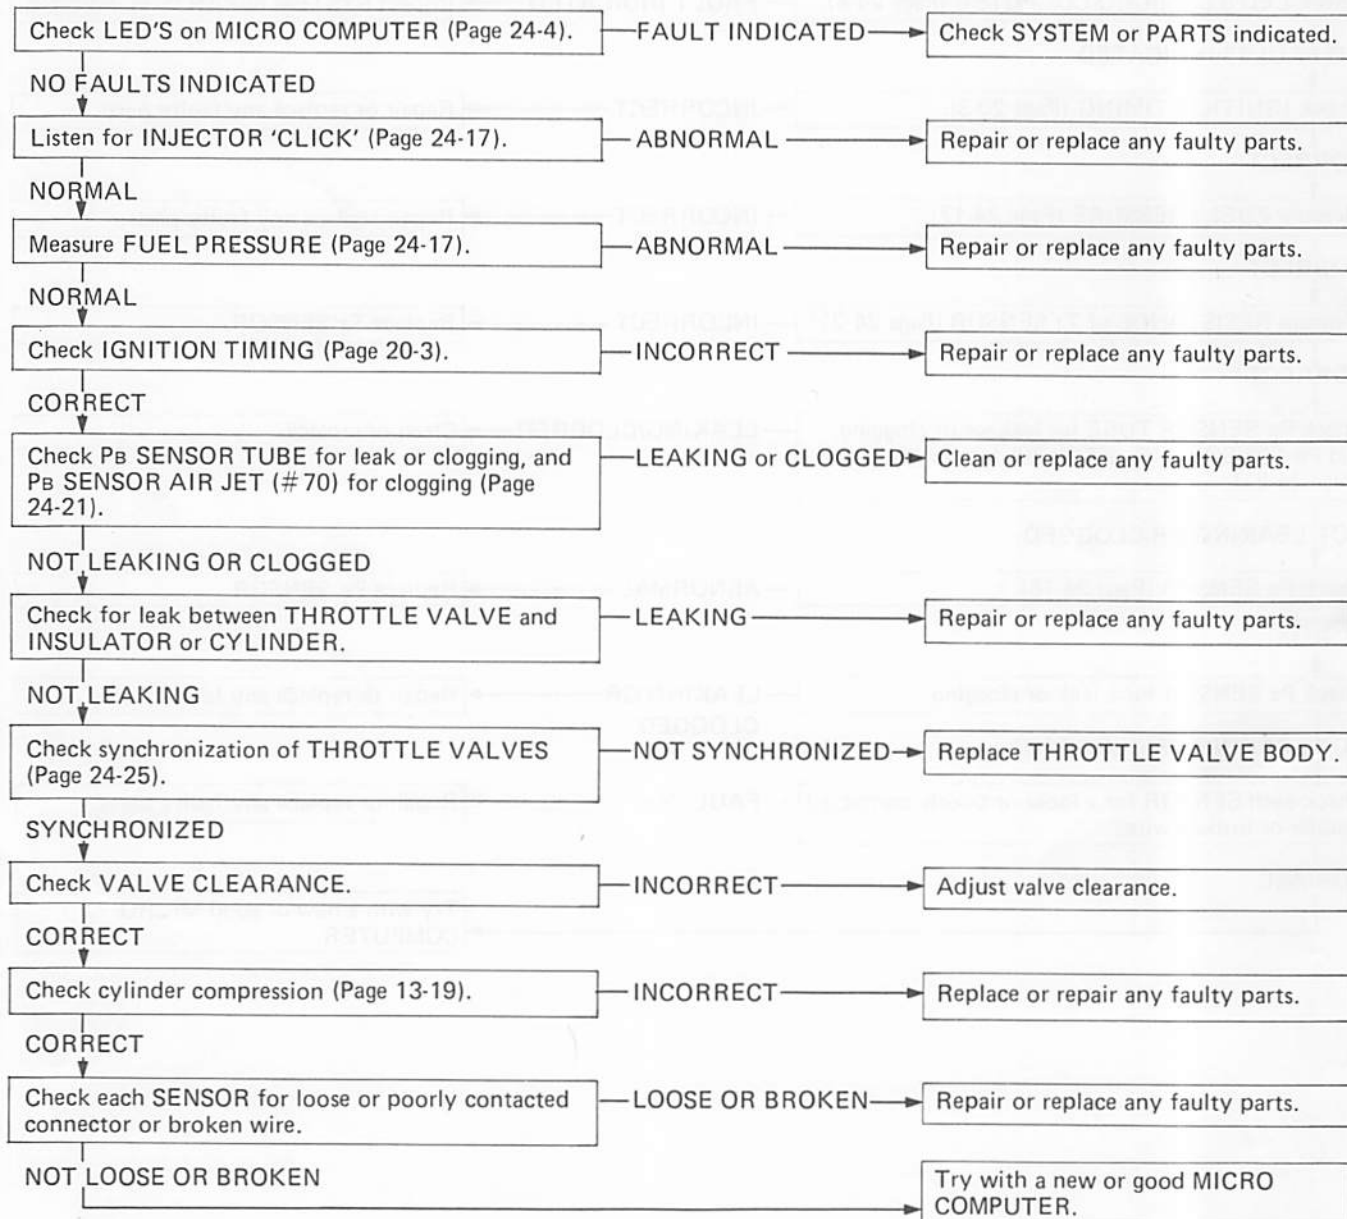 Check LED'S on MICRO COMPUTER (Page 24-4).
FAULT INDICATED
Check SYSTEM or PARTS indicated.
NO FAULTS INDICATED
Listen for INJECTOR 'CLICK' (Page 24-17).
ABNORMAL
Repair or replace any faulty parts.
NORMAL
Measure FUEL PRESSURE (Page 24-17).
ABNORMAL
Repair or replace any faulty parts.
NORMAL
Check IGNITION TIMING (Page 20-3).
INCORRECT
Repair or replace any faulty parts.
CORRECT
Check PB SENSOR TUBE for leak or clogging, and
PB SENSOR AIR JET (#70) for clogging (Page
24-21).
LEAKING or CLOGGED
Clean or replace any faulty parts.
NOT LEAKING OR CLOGGED
Check for leak between THROTTLE VALVE and
INSULATOR or CYLINDER.
LEAKING
Repair or replace any faulty parts.
NOT LEAKING
Check synchronization of THROTTLE VALVES
(Page 24-25).
NOT SYNCHRONIZED
Replace THROTTLE VALVE BODY.
SYNCHRONIZED
Check VALVE CLEARANCE.
INCORRECT
Adjust valve clearance.
CORRECT
Check cylinder compression (Page 13-19).
INCORRECT
Replace or repair any faulty parts.
CORRECT
Check each SENSOR for loose or poorly contacted
connector or broken wire.
LOOSE OR BROKEN
Repair or replace any faulty parts.
NOT LOOSE OR BROKEN
Try with a new or good MICRO
COMPUTER.